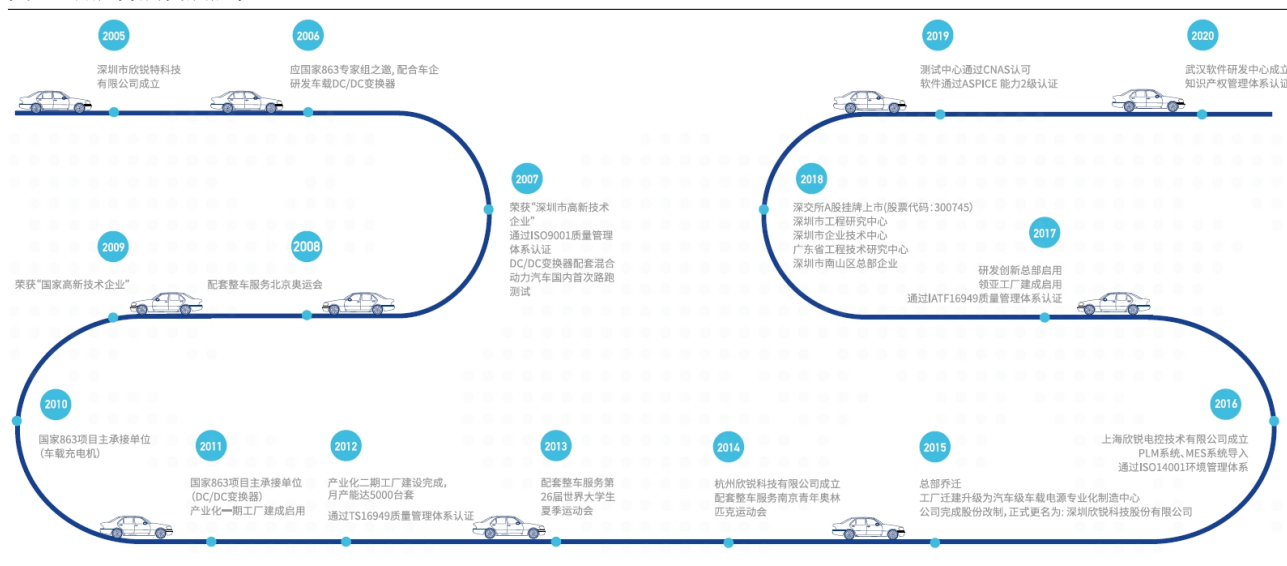 2005
深圳市欣锐特科技
有限公司成立
2006
应国家863专家组之邀, 配合车企
研发车载DC/DC变换器
2007
荣获“深圳市高新技术
企业”
通过ISO9001质量管理
体系认证
DC/DC变换器配套混合
动力汽车国内首次路跑
测试
2008
配套整车服务北京奥运会
2009
荣获“国家高新技术企业”
2010
国家863项目主承接单位
(车载充电机)
2011
国家863项目主承接单位
(DC/DC变换器)
产业化一期工厂建成启用
2012
产业化二期工厂建设完成,
月产能达5000台套
通过TS16949质量管理体系认证
2013
配套整车服务第
26届世界大学生
夏季运动会
2014
杭州欣锐科技有限公司成立
配套整车服务南京青年奥林
匹克运动会
2015
总部乔迁
工厂迁建升级为汽车级车载电源专业化制造中心
公司完成股份改制, 正式更名为: 深圳欣锐科技股份有限公司
2016
上海欣锐电控技术有限公司成立
PLM系统、MES系统导入
通过ISO14001环境管理体系
2017
研发创新总部启用
领亚工厂建成启用
通过IATF16949质量管理体系认证
2018
深交所A股挂牌上市(股票代码:300745)
深圳市工程研究中心
深圳市企业技术中心
广东省工程技术研究中心
深圳市南山区总部企业
2019
测试中心通过CNAS认可
软件通过ASPICE 能力2级认证
2020
武汉软件研发中心成立
知识产权管理体系认证